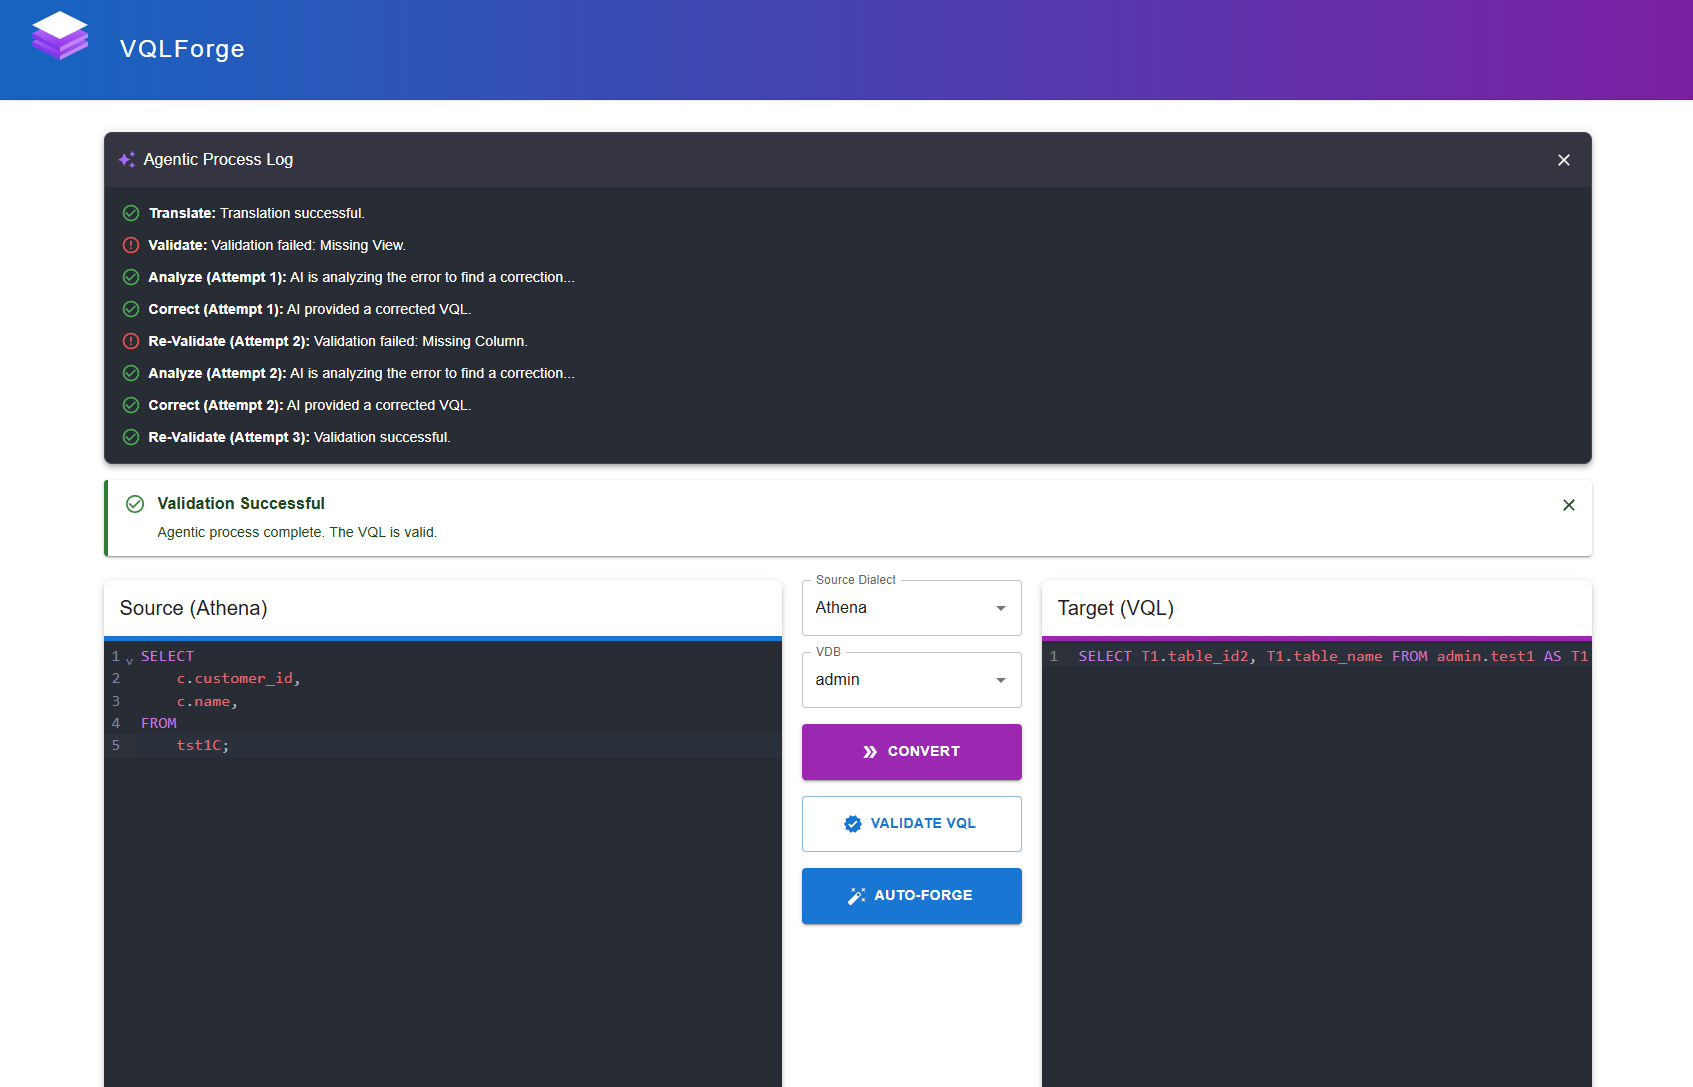 VQLForge
Agentic Process Log
Translate: Translation successful.
Validate: Validation failed: Missing View.
Analyze (Attempt 1): AI is analyzing the error to find a correction...
Correct (Attempt 1): AI provided a corrected VQL.
Re-Validate (Attempt 2): Validation failed: Missing Column.
Analyze (Attempt 2): AI is analyzing the error to find a correction...
Correct (Attempt 2): AI provided a corrected VQL.
Re-Validate (Attempt 3): Validation successful.
Validation Successful
Agentic process complete. The VQL is valid.
Source (Athena)
1 SELECT
2 c.customer_id,
3 c.name,
4 FROM
5 tst1C;
Source Dialect
Athena
VDB
admin
CONVERT
VALIDATE VQL
AUTO-FORGE
Target (VQL)
1 SELECT T1.table_id2, T1.table_name FROM admin.test1 AS T1